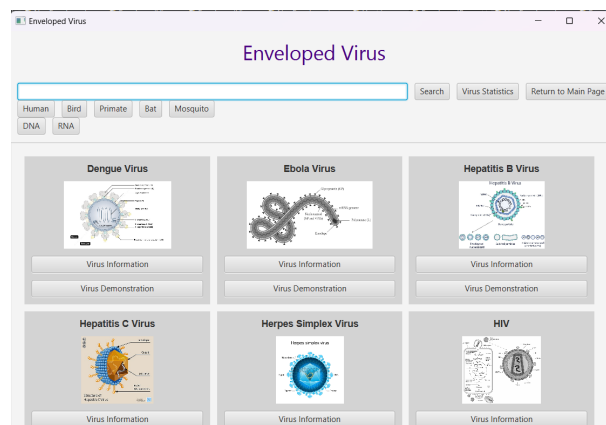 Enveloped Virus
Enveloped Virus
Search Virus Statistics Return to Main Page
Human Bird Primate Bat Mosquito
DNA RNA
Dengue Virus Ebola Virus Hepatitis B Virus
Hepatitis B Virus
Virus Information Virus Information Virus Information
Virus Demonstration Virus Demonstration Virus Demonstration
Hepatitis C Virus Herpes Simplex Virus HIV
Herpes simplex virus
Virus Information Virus Information Virus Information